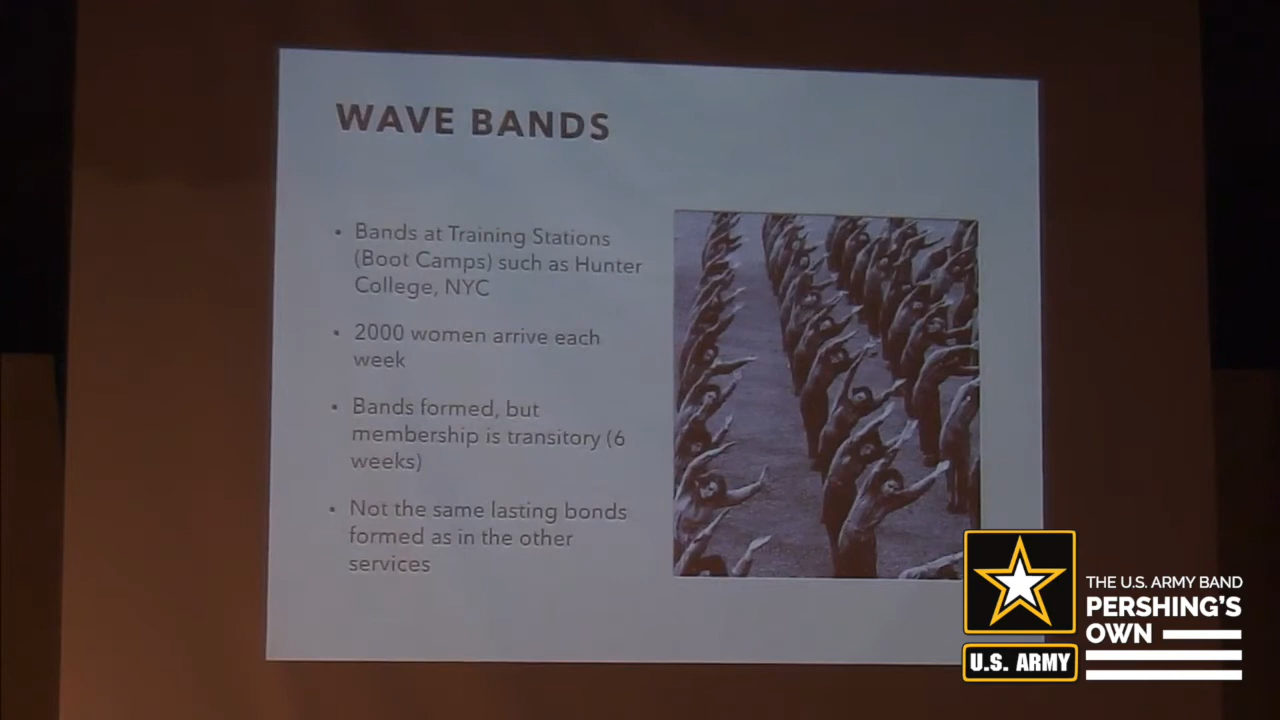 WAVE BANDS
• Bands at Training Stations
(Boot Camps) such as Hunter
College, NYC
• 2000 women arrive each
week
• Bands formed, but
membership is transitory (6
weeks)
• Not the same lasting bonds
formed as in the other
services
U.S. ARMY
THE U.S. ARMY BAND
PERSHING'S
OWN